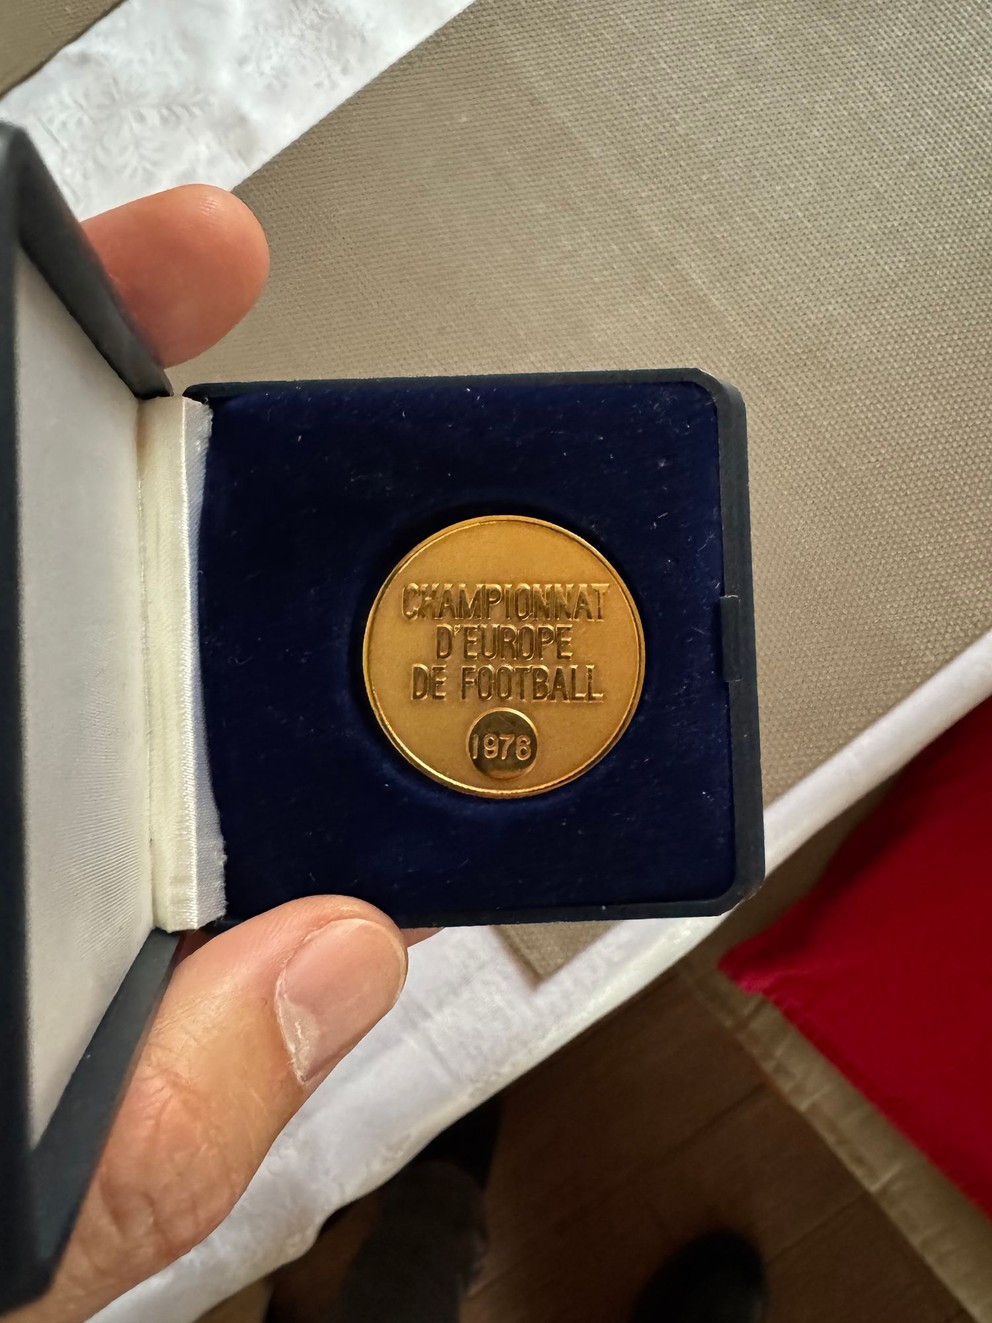 CHAMPIONNAT
D'EUROPE
DE FOOTBALL
1976